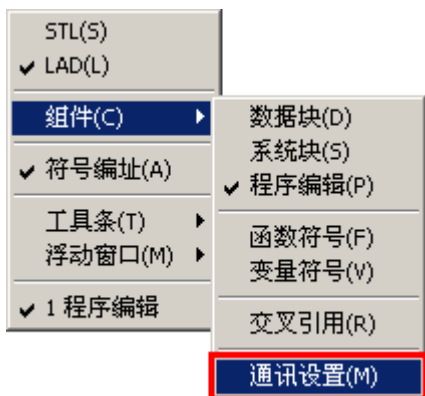 STL(S)
LAD(L)
组件(C)
符号编址(A)
工具条(T)
浮动窗口(M)
1 程序编辑
数据块(D)
系统块(S)
程序编辑(P)
函数符号(F)
变量符号(V)
交叉引用(R)
通讯设置(M)